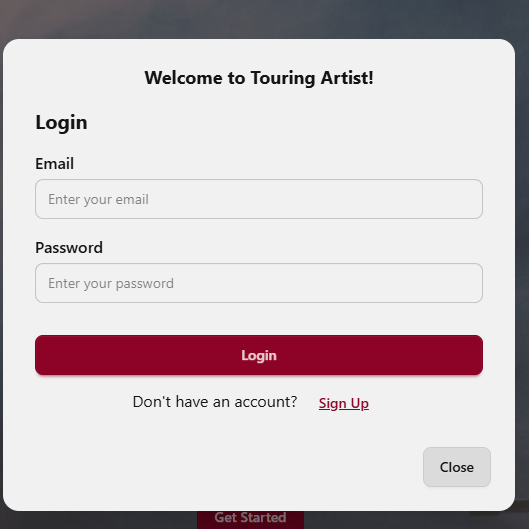 Welcome to Touring Artist!
Login
Email
Enter your email
Password
Enter your password
Login
Don't have an account? Sign Up
Close
Get Started